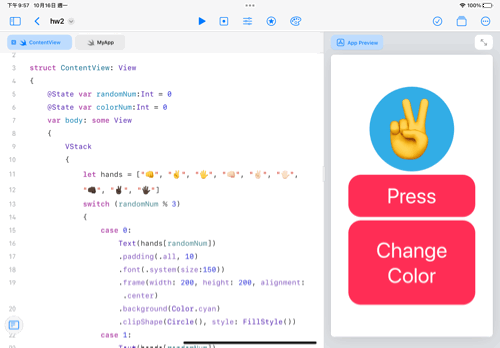 下午9:57 10月16日 週一
100%
hw2
ContentView
MyApp
App Preview
2
3 struct ContentView: View
4 {
5 @State var randomNum:Int = 0
6 @State var colorNum:Int = 0
7 var body: some View
8 {
9 VStack
10 {
11 let hands = ["👊", "✌️", "🖐️", "👊🏻", "✌🏻", "🖐🏻",
12 "👊🏿", "✌🏿", "🖐🏿"]
13 switch (randomNum % 3)
14 {
15 case 0:
16 Text(hands[randomNum])
17 .padding(.all, 10)
18 .font(.system(size:150))
19 .frame(width: 200, height: 200, alignment:
.center)
20 .background(Color.cyan)
21 .clipShape(Circle(), style: FillStyle())
22 case 1:
Press
Change
Color